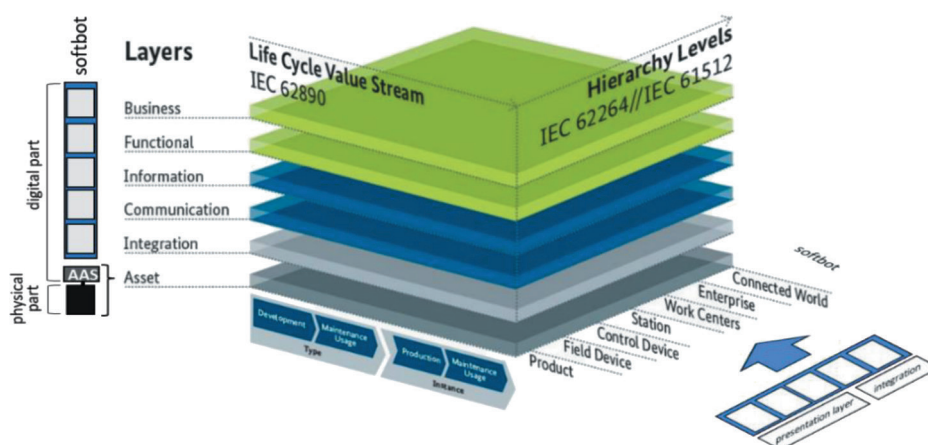 softbot
digital part
physical part
AAS
Layers
Business
Functional
Information
Communication
Integration
Asset
Life Cycle Value Stream
IEC 62890
Hierarchy Levels
IEC 62264//IEC 61512
Development
Maintenance
Usage
Type
Production
Maintenance
Usage
Instance
softbot
Connected World
Enterprise
Work Centers
Station
Control Device
Field Device
Product
presentation layer
integration